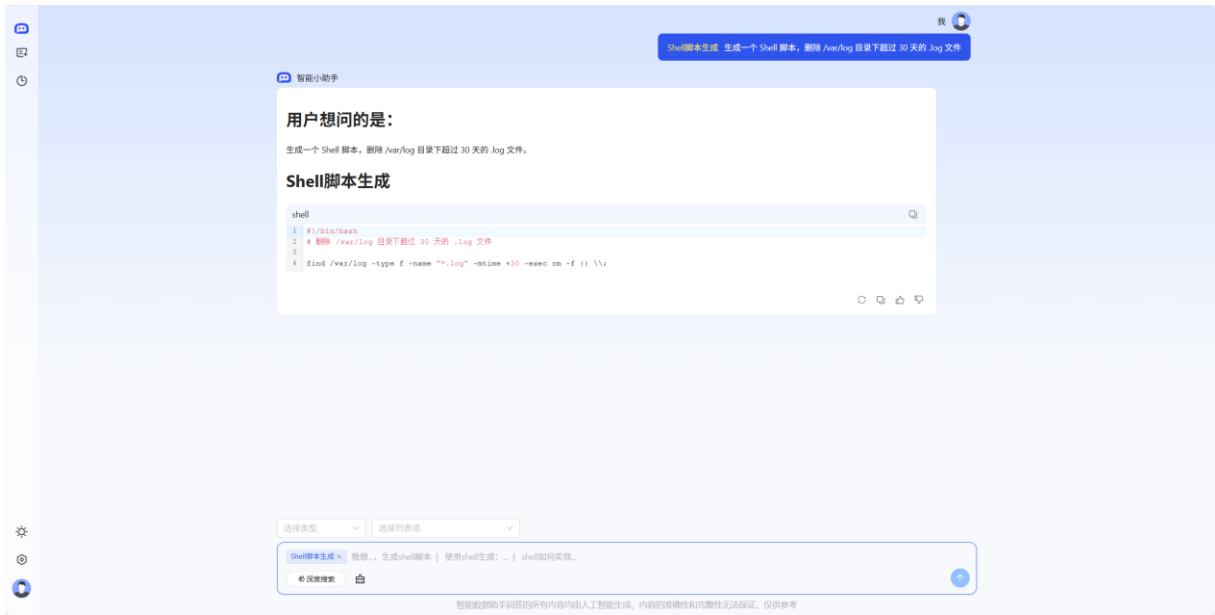 我
Shell脚本生成 生成一个 Shell 脚本，删除 /var/log 目录下超过 30 天的 .log 文件
智能小助手
用户想问的是：
生成一个 Shell 脚本，删除 /var/log 目录下超过 30 天的 .log 文件。
Shell脚本生成
shell
1 #!/bin/bash
2 # 删除 /var/log 目录下超过 30 天的 .log 文件
3
4 find /var/log -type f -name "*.log" -mtime +30 -exec rm -f {} \\;
选择类型 选择列表项
Shell脚本生成 × 我想...，生成shell脚本 | 使用shell生成：... | shell如何实现...
深度搜索
智能数据助手回答的所有内容均由人工智能生成，内容的准确性和完整性无法保证，仅供参考